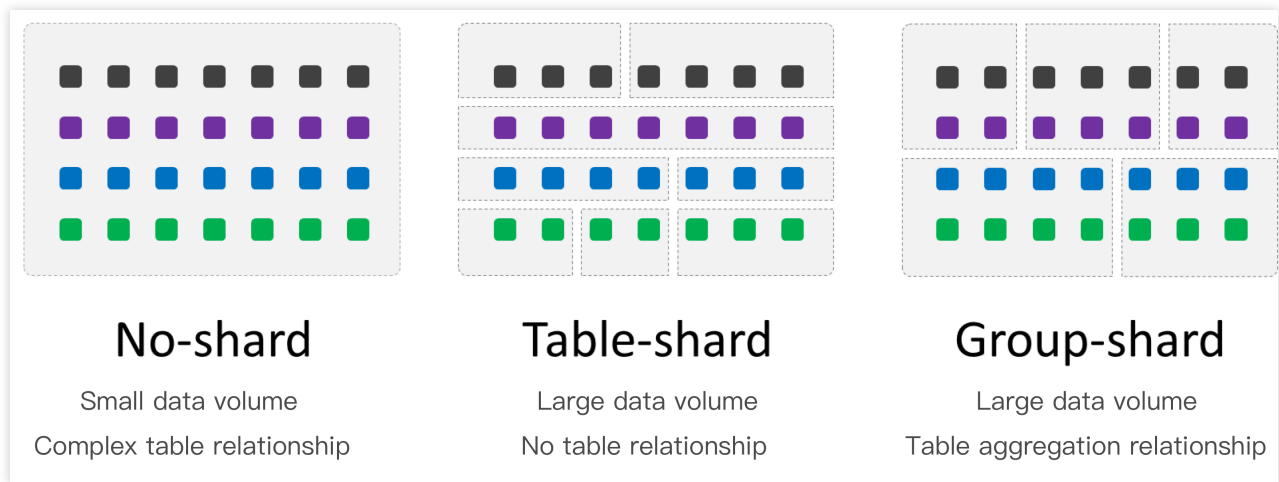 No-shard
Small data volume
Complex table relationship
Table-shard
Large data volume
No table relationship
Group-shard
Large data volume
Table aggregation relationship